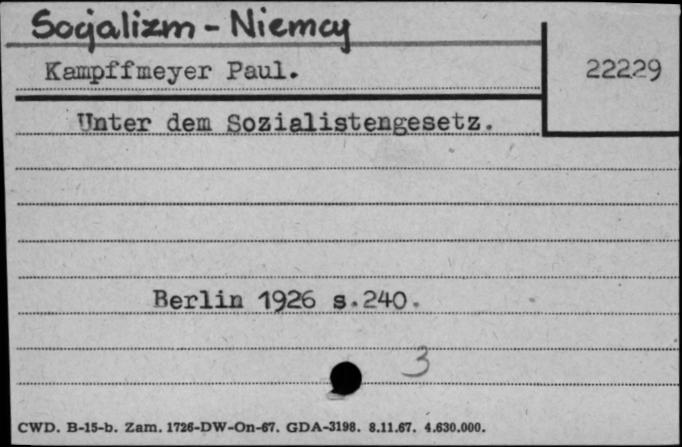 Socjalizm - Niemcy
Kampffmeyer Paul.
22229
Unter dem Sozialistengesetz.
Berlin 1926 s.240.
3
CWD. B-15-b. Zam. 1726-DW-On-67. GDA-3198. 8.11.67. 4.630.000.